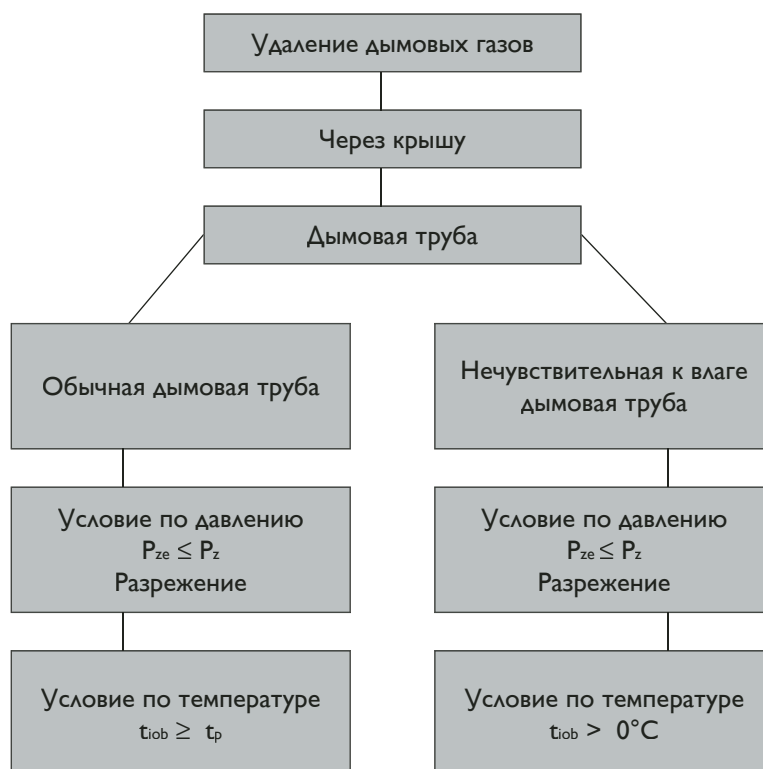 Удаление дымовых газов
Через крышу
Дымовая труба
Обычная дымовая труба
Нечувствительная к влаге
дымовая труба
Условие по давлению
Pze ≤ Pz
Разрежение
Условие по давлению
Pze ≤ Pz
Разрежение
Условие по температуре
tiob ≥ tp
Условие по температуре
tiob > 0°C